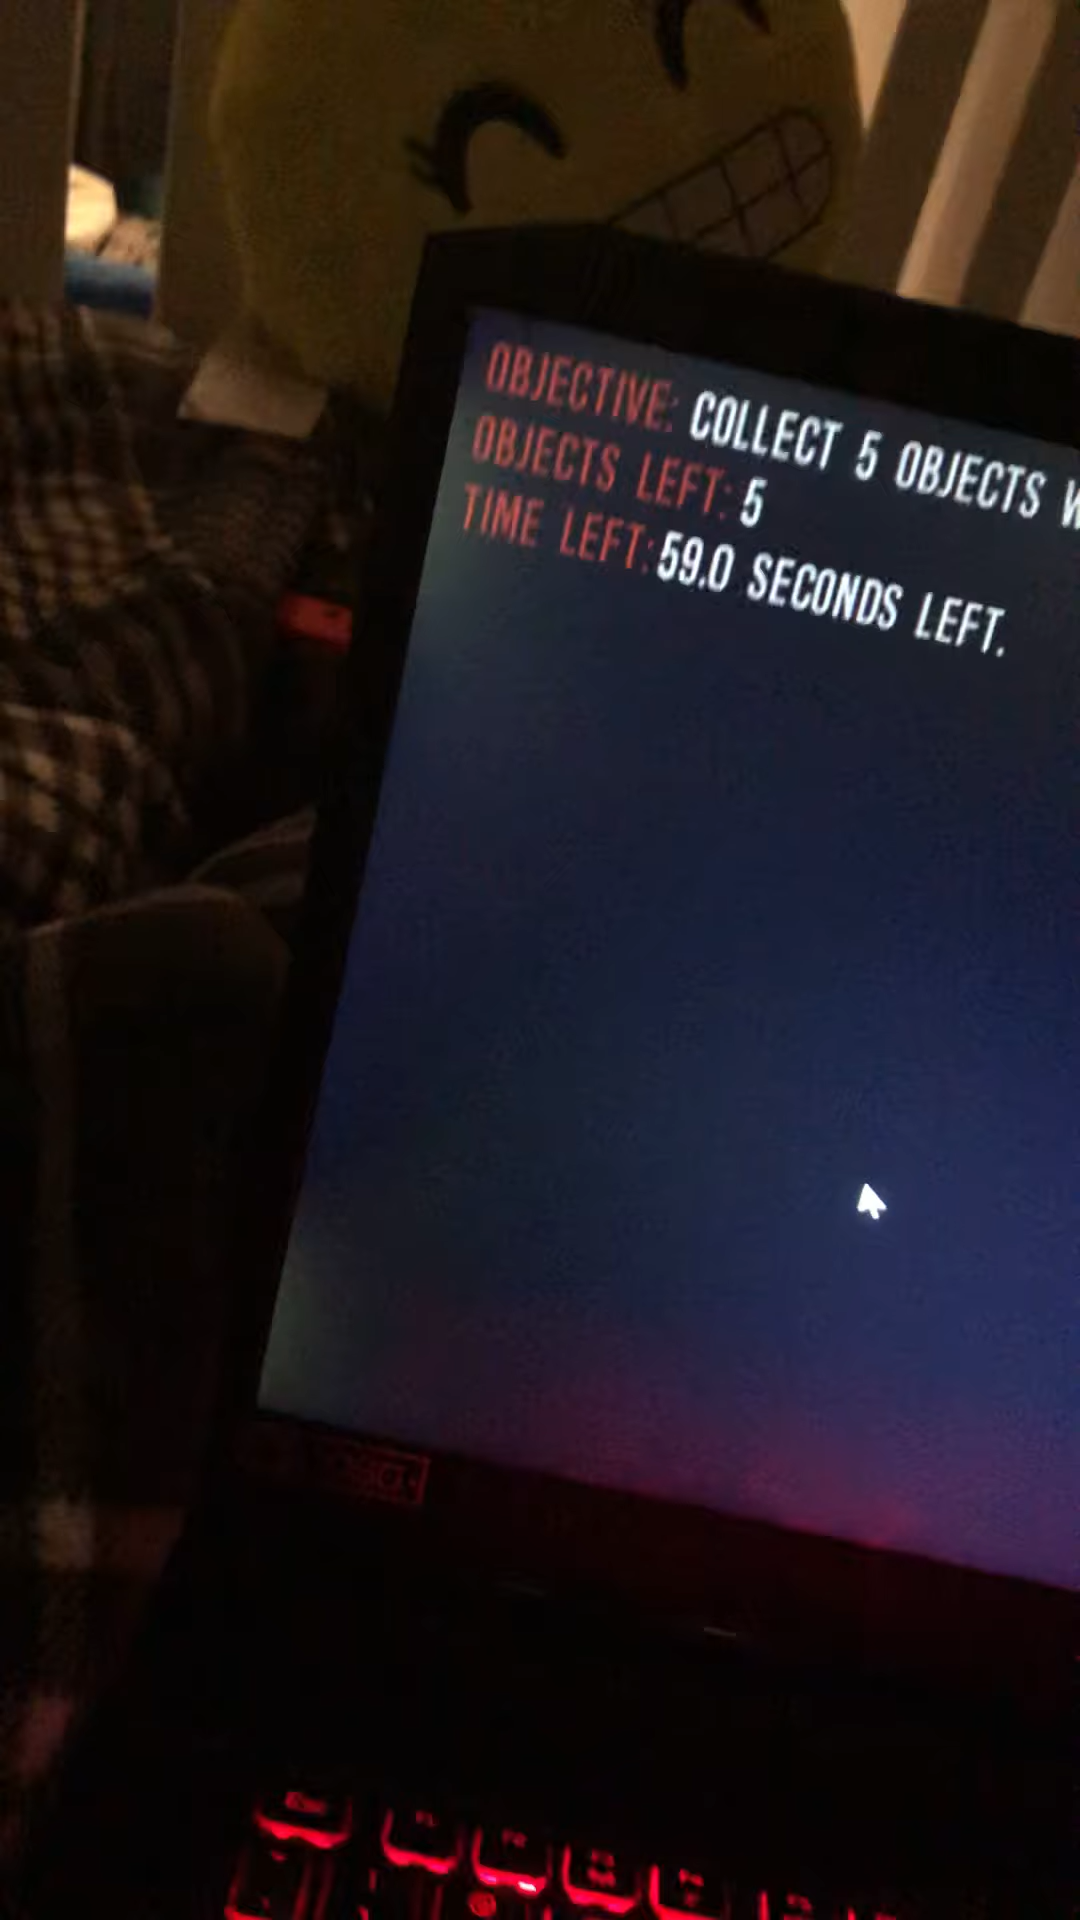 OBJECTIVE: COLLECT 5 OBJECTS W
OBJECTS LEFT: 5
TIME LEFT: 59.0 SECONDS LEFT.